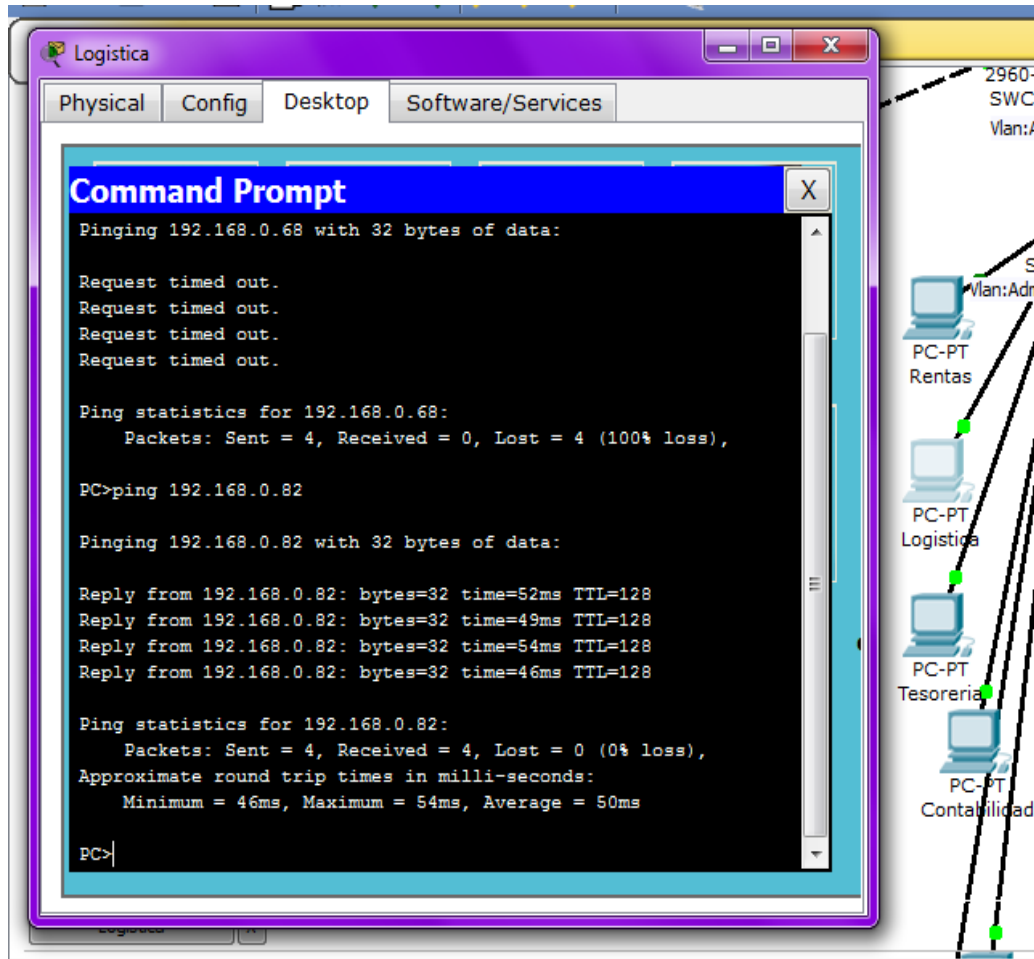 Logistica
X
Physical
Config
Desktop
Software/Services
Command Prompt
X
Pinging 192.168.0.68 with 32 bytes of data:
Request timed out.
Request timed out.
Request timed out.
Request timed out.
Ping statistics for 192.168.0.68:
Packets: Sent = 4, Received = 0, Lost = 4 (100% loss),
PC>ping 192.168.0.82
Pinging 192.168.0.82 with 32 bytes of data:
Reply from 192.168.0.82: bytes=32 time=52ms TTL=128
Reply from 192.168.0.82: bytes=32 time=49ms TTL=128
Reply from 192.168.0.82: bytes=32 time=54ms TTL=128
Reply from 192.168.0.82: bytes=32 time=46ms TTL=128
Ping statistics for 192.168.0.82:
Packets: Sent = 4, Received = 4, Lost = 0 (0% loss),
Approximate round trip times in milli-seconds:
Minimum = 46ms, Maximum = 54ms, Average = 50ms
PC>
2960-
SWC
Vlan:A
S
Vlan:Adr
PC-PT
Rentas
PC-PT
Logistica
PC-PT
Tesoreria
PC-PT
Contabilidad